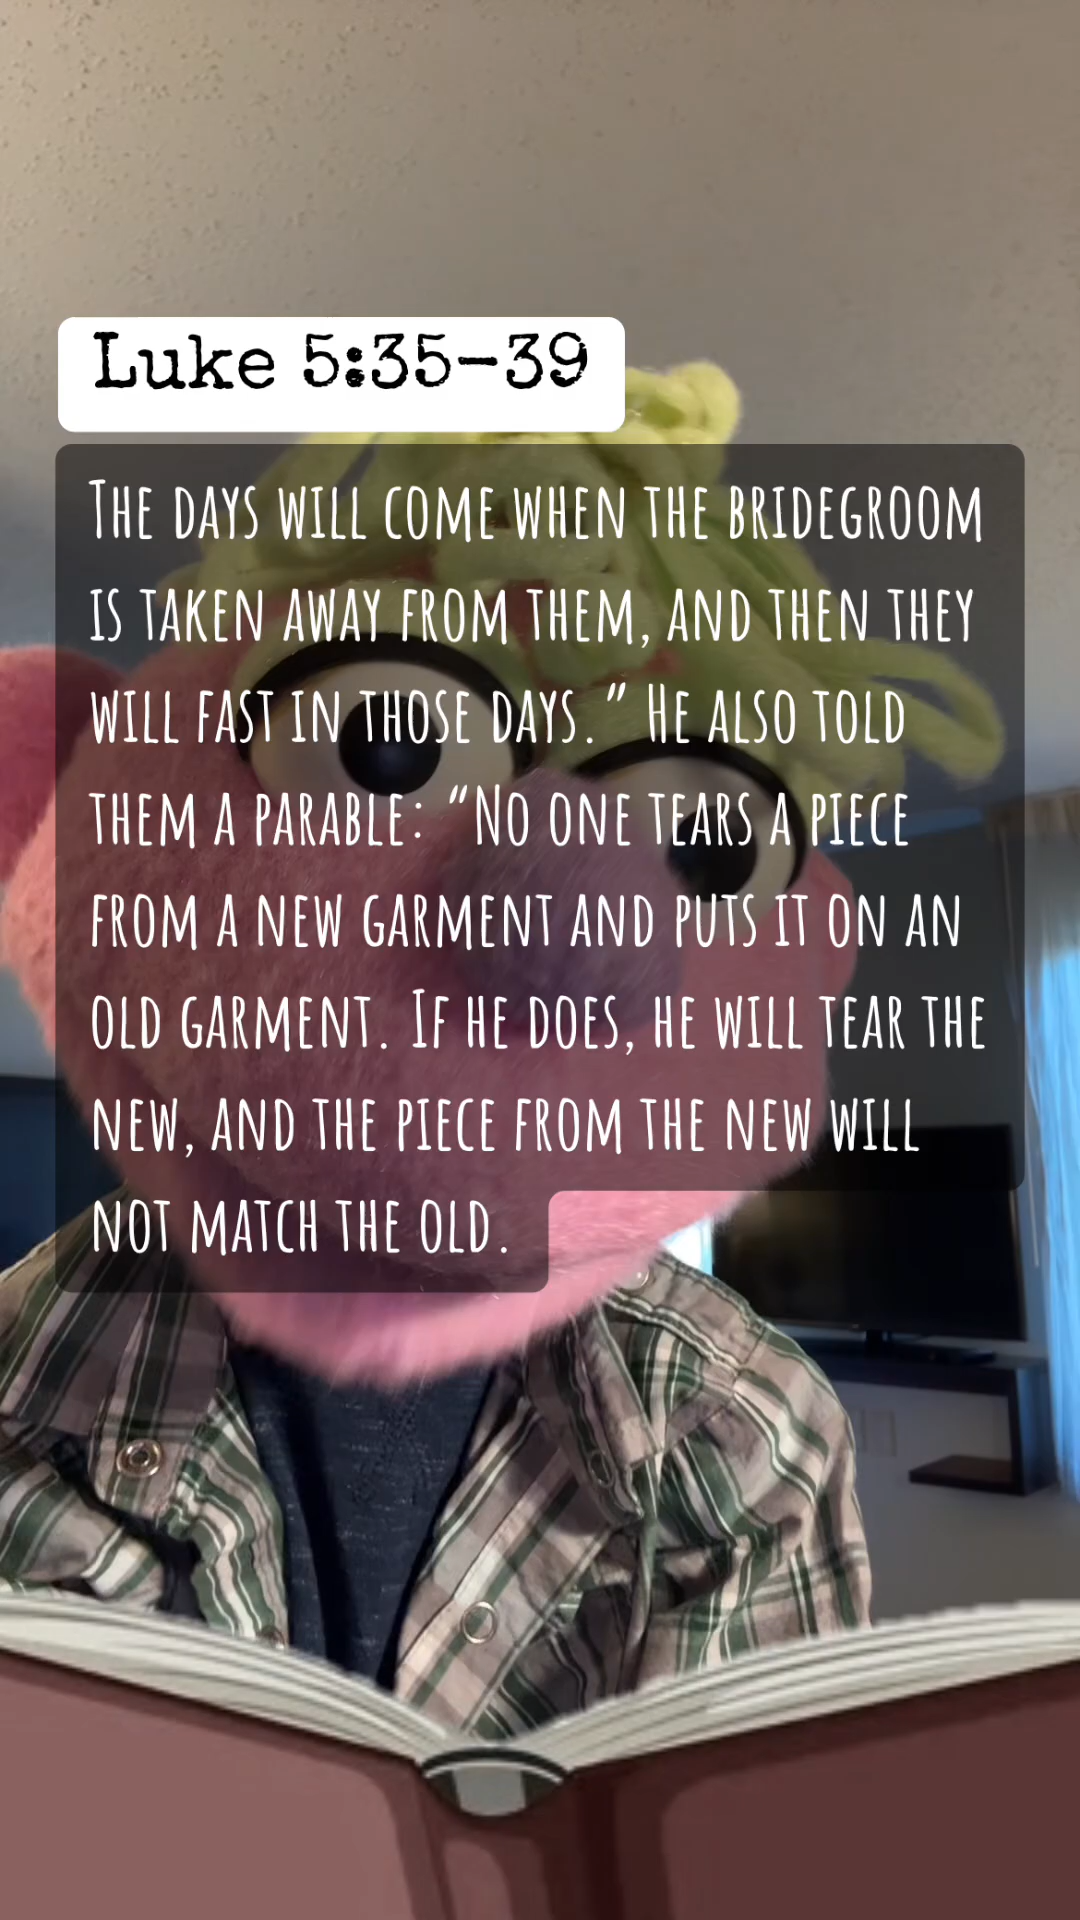 Luke 5:35-39
The days will come when the bridegroom
is taken away from them, and then they
will fast in those days." He also told
them a parable: "No one tears a piece
from a new garment and puts it on an
old garment. If he does, he will tear the
new, and the piece from the new will
not match the old.